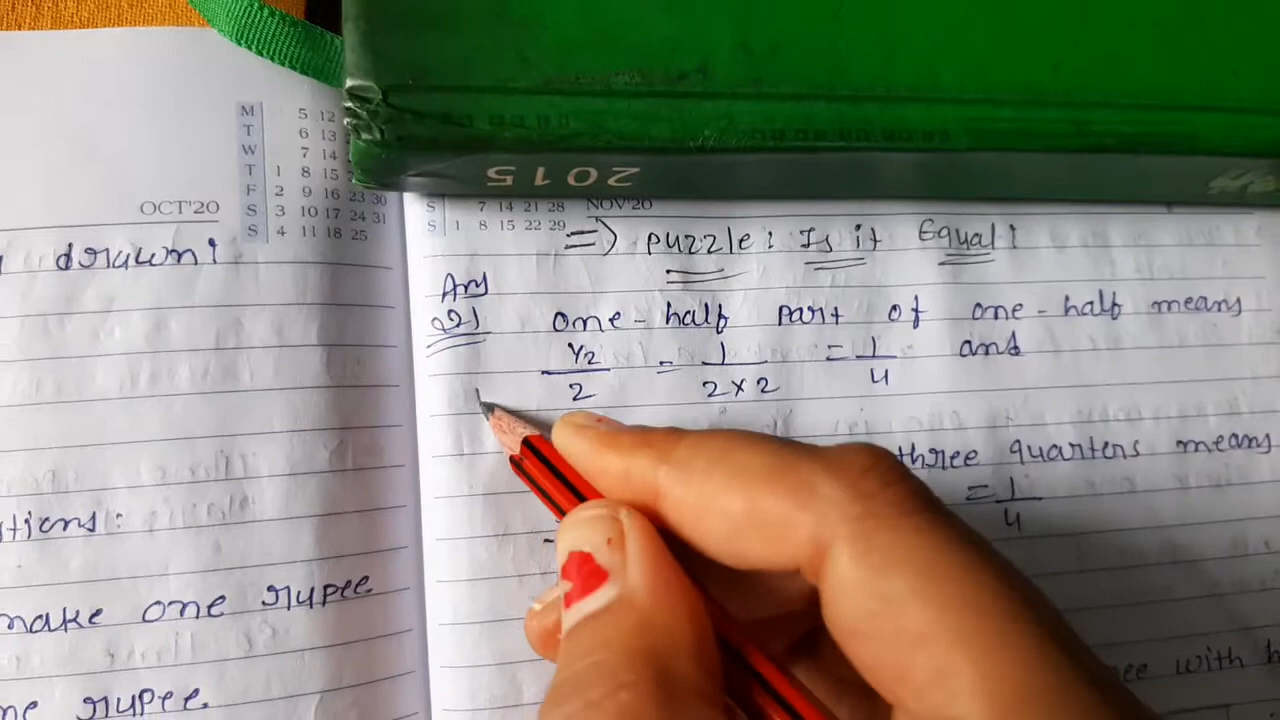 2015
OCT'20
M 5 12
T 6 13
W 7 14
T 1 8 15
F 2 9 16 23 30
S 3 10 17 24 31
S 4 11 18 25
drawn:
tions:
make one rupee.
rupee.
S 7 14 21 28 NOV'20
S 1 8 15 22 29
=) puzzle: Is it Equal:
Ans
2)
one-half part of one-half means
1/2 / 2 = 1 / 2×2 = 1/4 and
three quarters means
= 1/4
with